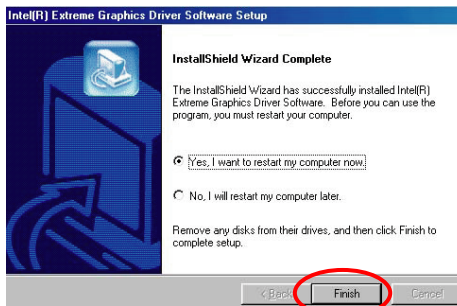 Intel(R) Extreme Graphics Driver Software Setup
InstallShield Wizard Complete
The InstallShield Wizard has successfully installed Intel(R)
Extreme Graphics Driver Software. Before you can use the
program, you must restart your computer.
Yes, I want to restart my computer now.
No, I will restart my computer later.
Remove any disks from their drives, and then click Finish to
complete setup.
< Back
Finish
Cancel